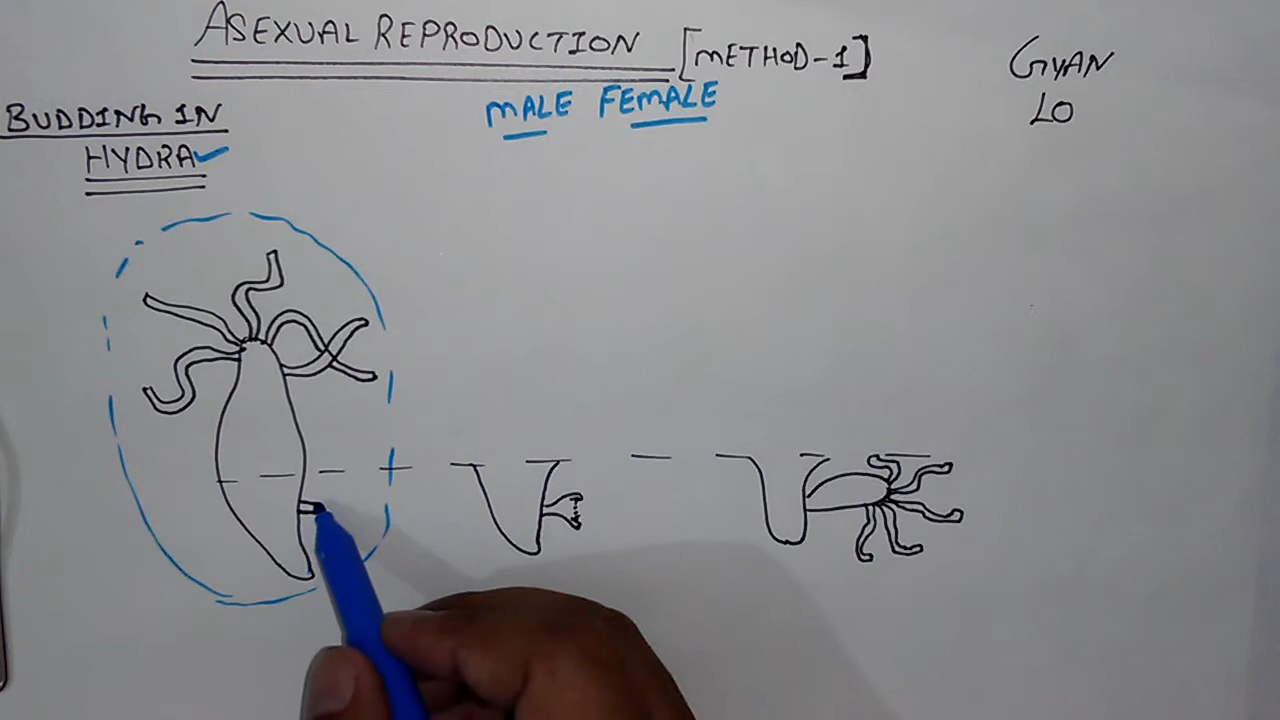 ASEXUAL REPRODUCTION [METHOD-1]
GYAN
LO
MALE FEMALE
BUDDING IN
HYDRA